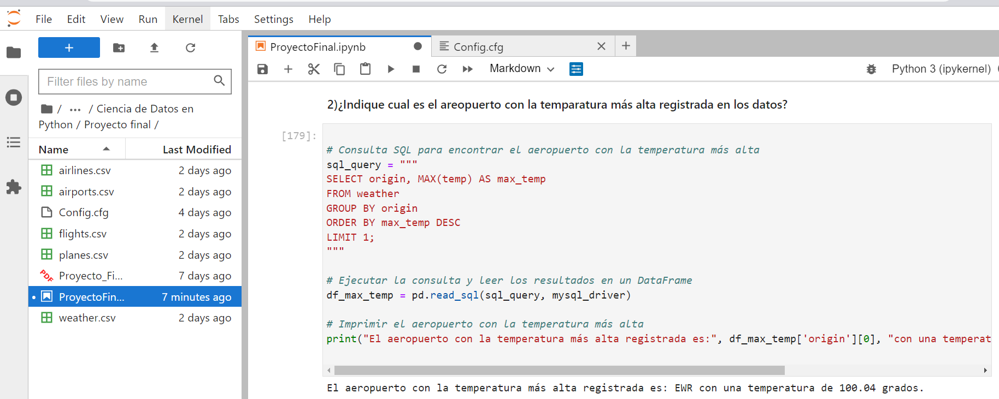 File Edit View Run Kernel Tabs Settings Help
+
Filter files by name
/ ... / Ciencia de Datos en
Python / Proyecto final /
Name Last Modified
airlines.csv 2 days ago
airports.csv 2 days ago
Config.cfg 4 days ago
flights.csv 2 days ago
planes.csv 2 days ago
PDF Proyecto_Fi... 7 days ago
ProyectoFin... 7 minutes ago
weather.csv 2 days ago
ProyectoFinal.ipynb Config.cfg
Markdown Python 3 (ipykernel)
2)¿Indique cual es el areopuerto con la temparatura más alta registrada en los datos?
[179]:
# Consulta SQL para encontrar el aeropuerto con la temperatura más alta
sql_query = """
SELECT origin, MAX(temp) AS max_temp
FROM weather
GROUP BY origin
ORDER BY max_temp DESC
LIMIT 1;
"""
# Ejecutar la consulta y leer los resultados en un DataFrame
df_max_temp = pd.read_sql(sql_query, mysql_driver)
# Imprimir el aeropuerto con la temperatura más alta
print("El aeropuerto con la temperatura más alta registrada es:", df_max_temp['origin'][0], "con una temperat
El aeropuerto con la temperatura más alta registrada es: EWR con una temperatura de 100.04 grados.